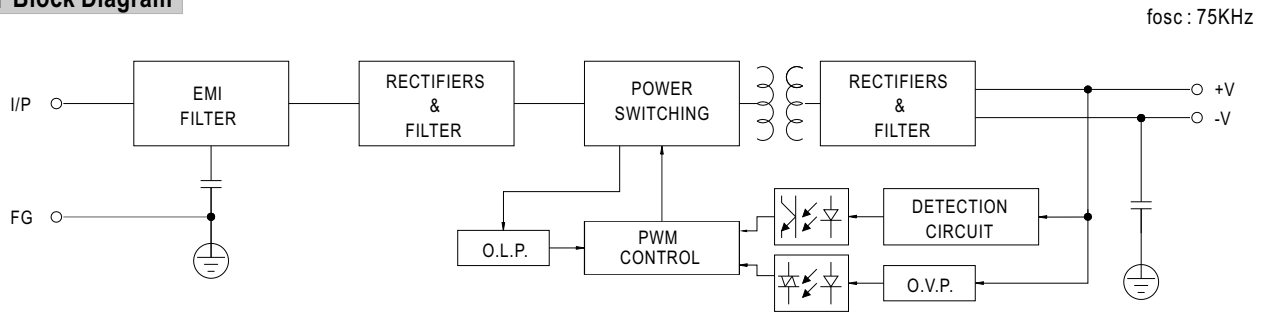 Block Diagram
fosc : 75KHz
I/P
EMI
FILTER
RECTIFIERS
&
FILTER
POWER
SWITCHING
RECTIFIERS
&
FILTER
+V
-V
FG
O.L.P.
PWM
CONTROL
DETECTION
CIRCUIT
O.V.P.